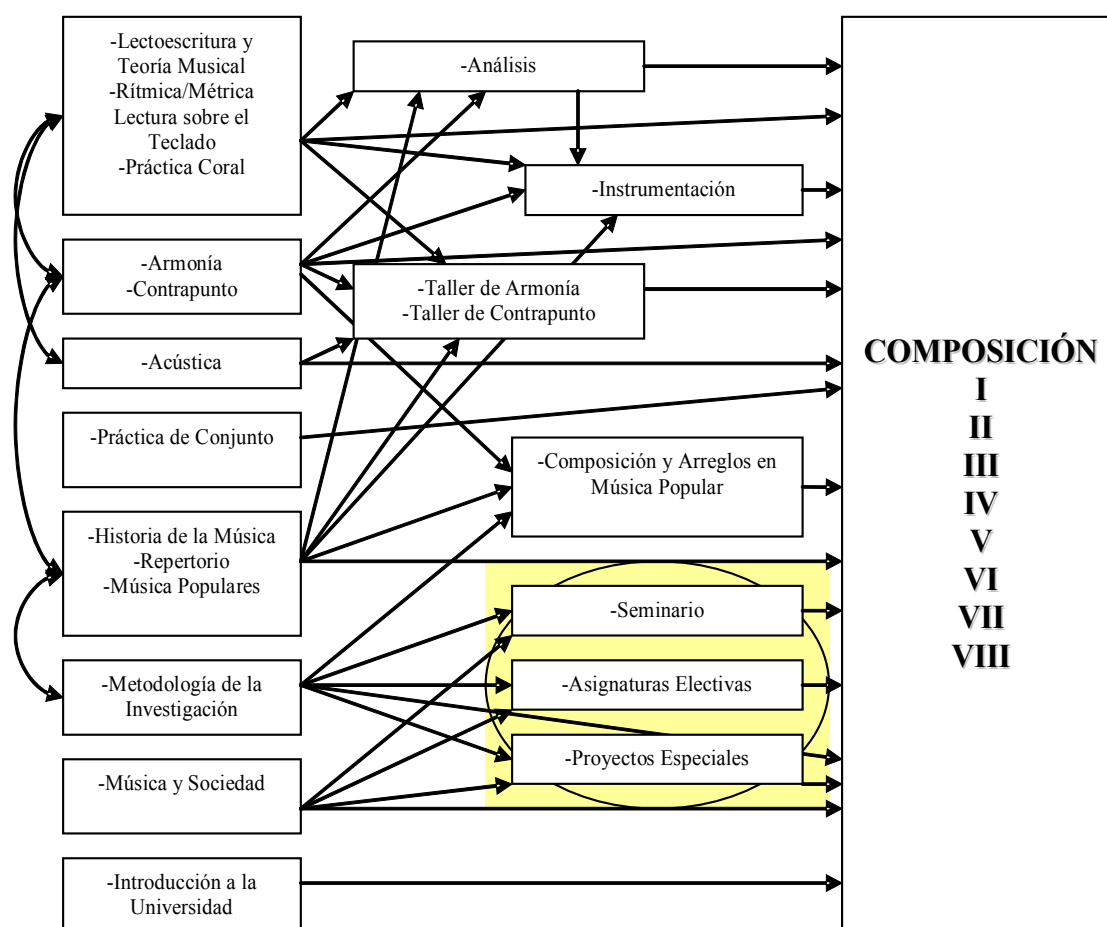 -Lectoescritura y
Teoría Musical
-Rítmica/Métrica
Lectura sobre el
Teclado
-Práctica Coral
-Armonía
-Contrapunto
-Acústica
-Práctica de Conjunto
-Historia de la Música
-Repertorio
-Música Populares
-Metodología de la
Investigación
-Música y Sociedad
-Introducción a la
Universidad
-Análisis
-Instrumentación
-Taller de Armonía
-Taller de Contrapunto
-Composición y Arreglos en
Música Popular
-Seminario
-Asignaturas Electivas
-Proyectos Especiales
COMPOSICIÓN
I
II
III
IV
V
VI
VII
VIII